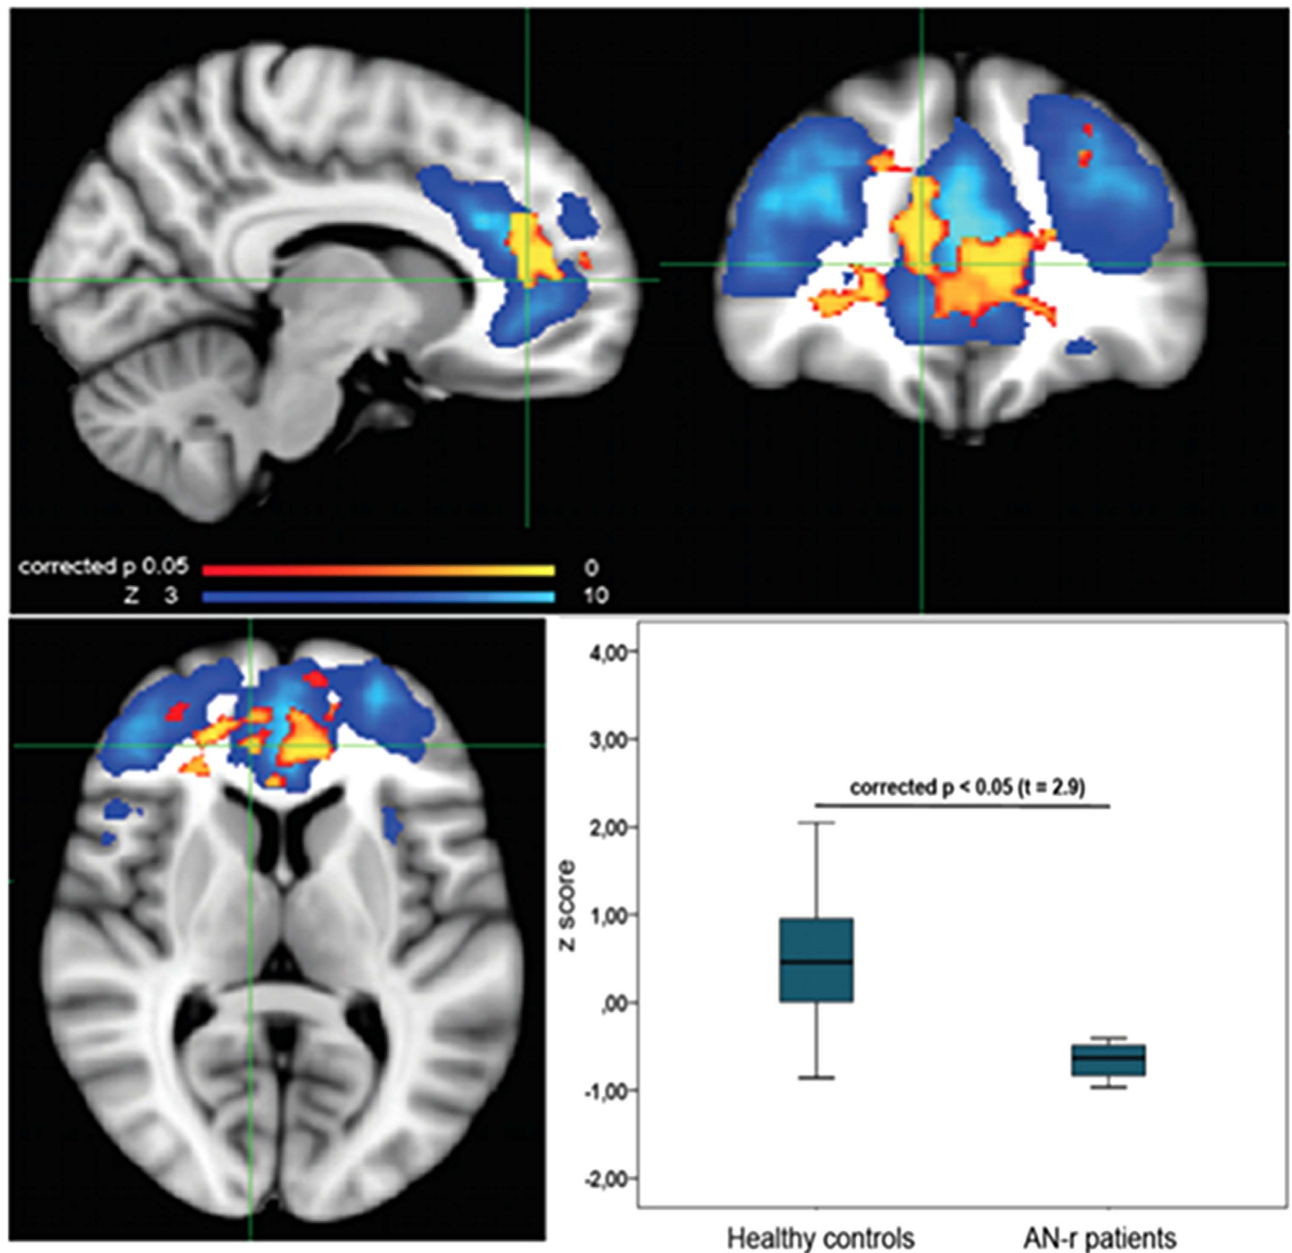 corrected p 0.05 0
Z 3 10
4,00
3,00
2,00
1,00
,00
-1,00
-2,00
z score
corrected p < 0.05 (t = 2.9)
Healthy controls AN-r patients